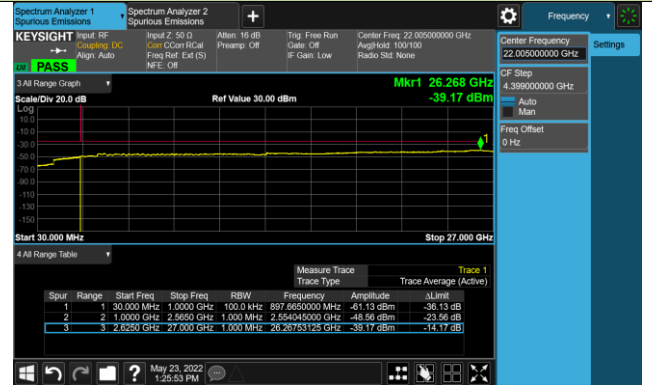 Spectrum Analyzer 1
Spurious Emissions
Spectrum Analyzer 2
Spurious Emissions
+
Frequency
KEYSIGHT
Input: RF
Coupling: DC
Align: Auto
Input Z: 50 Ω
Corr CCorr RCal
Freq Ref: Ext (S)
NFE: Off
Atten: 16 dB
Preamp: Off
Trig: Free Run
Gate: Off
IF Gain: Low
Center Freq: 22.005000000 GHz
Avg|Hold: 100/100
Radio Std: None
LXI
PASS
3 All Range Graph
Mkr1 26.268 GHz
Scale/Div 20.0 dB
Ref Value 30.00 dBm
-39.17 dBm
Log
10.0
-10.0
-30.0
-50.0
-70.0
-90.0
-110
-130
-150
1
Start 30.000 MHz
Stop 27.000 GHz
4 All Range Table
Measure Trace
Trace 1
Trace Type
Trace Average (Active)
Spur Range Start Freq Stop Freq RBW Frequency Amplitude ΔLimit
1 1 30.000 MHz 1.0000 GHz 100.0 kHz 897.6650000 MHz -61.13 dBm -36.13 dB
2 2 1.0000 GHz 2.5650 GHz 1.000 MHz 2.554045000 GHz -48.56 dBm -23.56 dB
3 3 2.6250 GHz 27.000 GHz 1.000 MHz 26.26753125 GHz -39.17 dBm -14.17 dB
?
May 23, 2022
1:25:53 PM
Center Frequency
22.005000000 GHz
Settings
CF Step
4.399000000 GHz
Auto
Man
Freq Offset
0 Hz